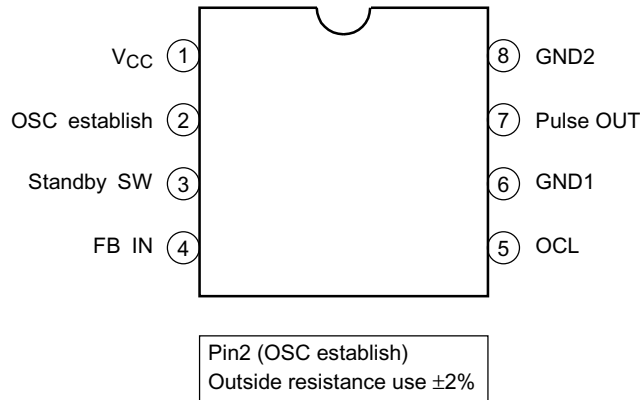 VCC 1 8 GND2
OSC establish 2 7 Pulse OUT
Standby SW 3 6 GND1
FB IN 4 5 OCL
Pin2 (OSC establish)
Outside resistance use ±2%